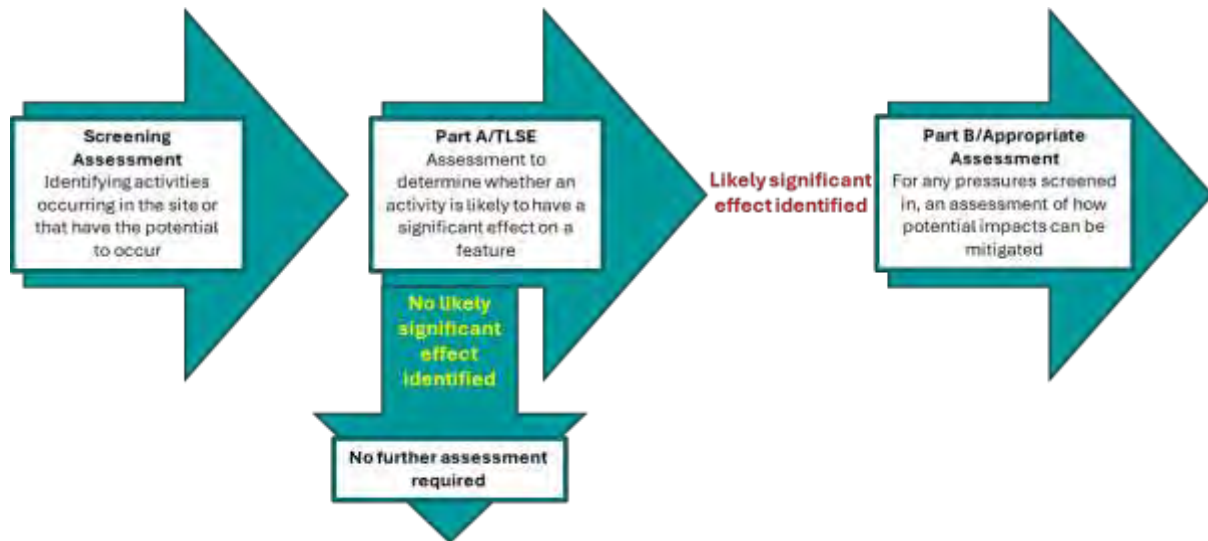 Screening
Assessment
Identifying activities
occurring in the site or
that have the potential
to occur
Part A/TLSE
Assessment to
determine whether an
activity is likely to have a
significant effect on a
feature
No likely
significant
effect
identified
No further assessment
required
Likely significant
effect identified
Part B/Appropriate
Assessment
For any pressures screened
in, an assessment of how
potential impacts can be
mitigated